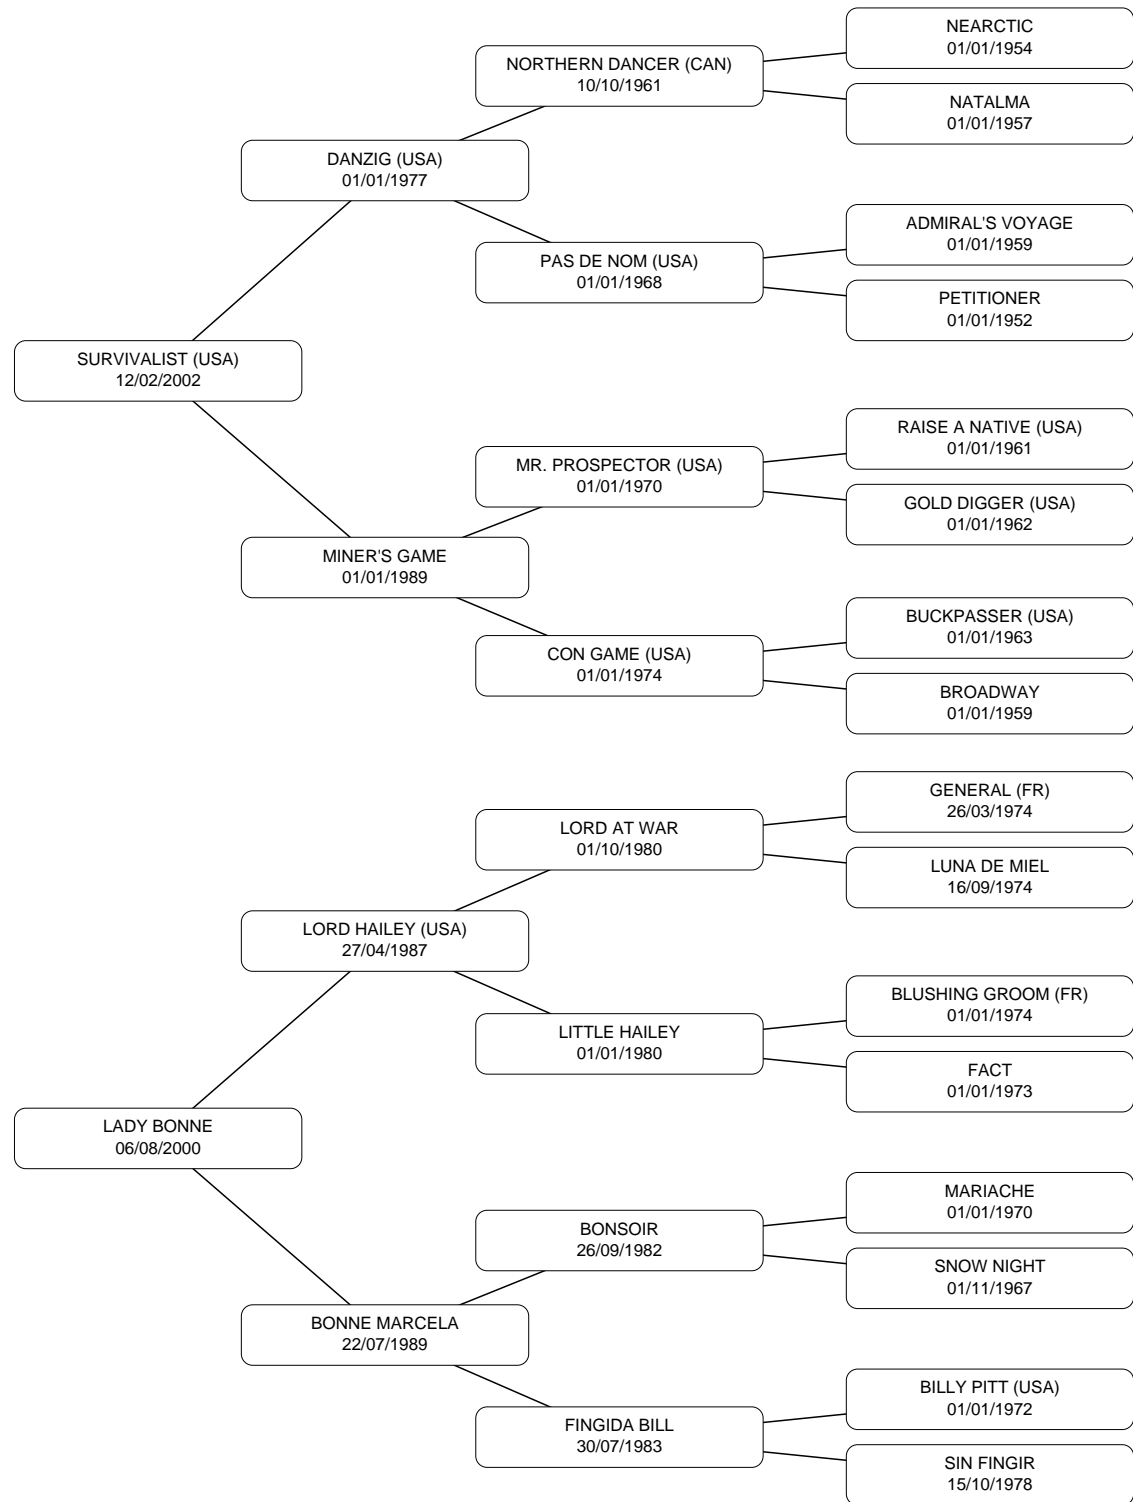 NEARCTIC
01/01/1954
NORTHERN DANCER (CAN)
10/10/1961
NATALMA
01/01/1957
DANZIG (USA)
01/01/1977
ADMIRAL'S VOYAGE
01/01/1959
PAS DE NOM (USA)
01/01/1968
PETITIONER
01/01/1952
SURVIVALIST (USA)
12/02/2002
RAISE A NATIVE (USA)
01/01/1961
MR. PROSPECTOR (USA)
01/01/1970
GOLD DIGGER (USA)
01/01/1962
MINER'S GAME
01/01/1989
BUCKPASSER (USA)
01/01/1963
CON GAME (USA)
01/01/1974
BROADWAY
01/01/1959
GENERAL (FR)
26/03/1974
LORD AT WAR
01/10/1980
LUNA DE MIEL
16/09/1974
LORD HAILEY (USA)
27/04/1987
BLUSHING GROOM (FR)
01/01/1974
LITTLE HAILEY
01/01/1980
FACT
01/01/1973
LADY BONNE
06/08/2000
MARIACHE
01/01/1970
BONSOIR
26/09/1982
SNOW NIGHT
01/11/1967
BONNE MARCELA
22/07/1989
BILLY PITT (USA)
01/01/1972
FINGIDA BILL
30/07/1983
SIN FINGIR
15/10/1978